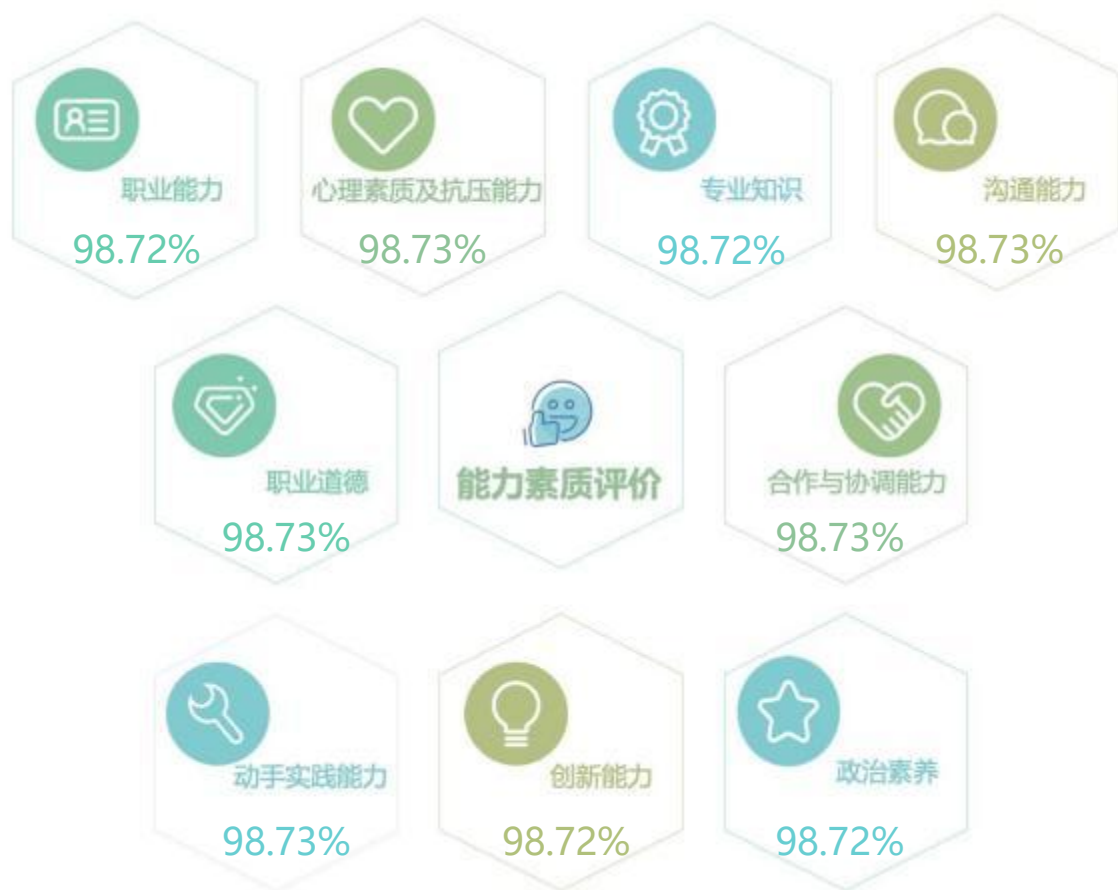 职业能力
98.72%
心理素质及抗压能力
98.73%
专业知识
98.72%
沟通能力
98.73%
职业道德
98.73%
能力素质评价
合作与协调能力
98.73%
动手实践能力
98.73%
创新能力
98.72%
政治素养
98.72%